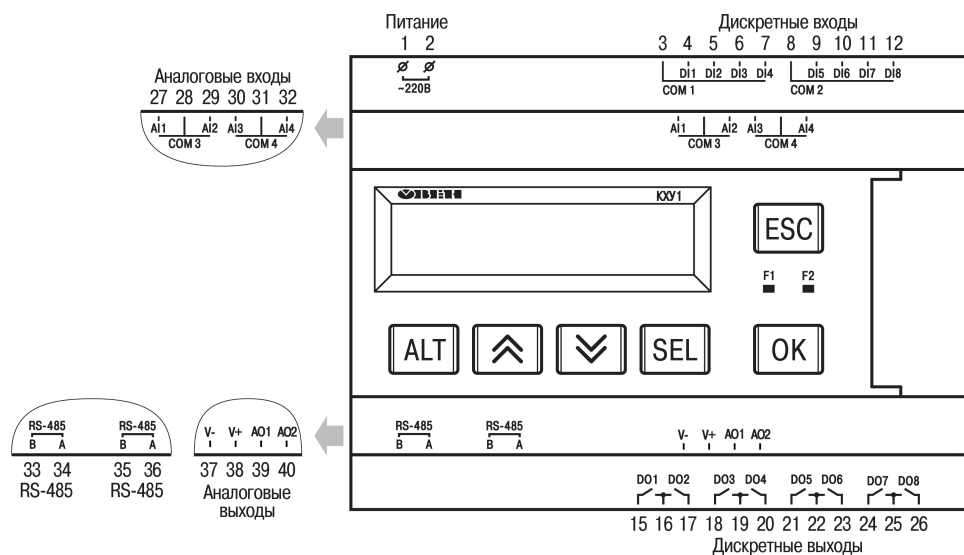 Питание
1 2
Дискретные входы
3 4 5 6 7 8 9 10 11 12
~220В
DI1 DI2 DI3 DI4 DI5 DI6 DI7 DI8
COM 1 COM 2
Аналоговые входы
27 28 29 30 31 32
AI1 AI2 AI3 AI4
COM 3 COM 4
AI1 AI2 AI3 AI4
COM 3 COM 4
ОВЕН КХУ1
ESC
F1 F2
ALT SEL OK
RS-485 RS-485
B A B A
33 34 35 36
RS-485 RS-485
V- V+ AO1 AO2
37 38 39 40
Аналоговые
выходы
RS-485 RS-485
B A B A
V- V+ AO1 AO2
DO1 DO2 DO3 DO4 DO5 DO6 DO7 DO8
15 16 17 18 19 20 21 22 23 24 25 26
Дискретные выходы